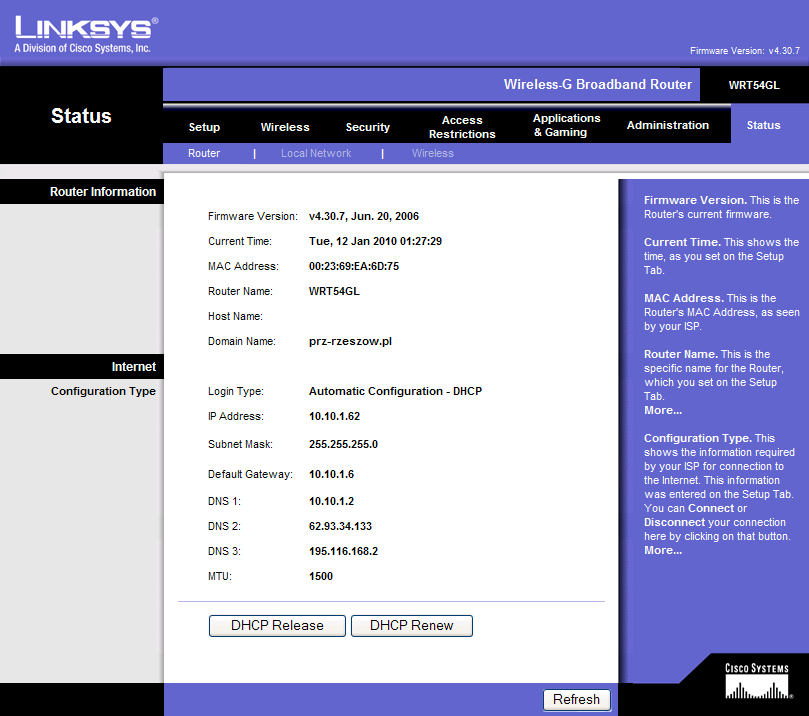 LINKSYS®
A Division of Cisco Systems, Inc.
Firmware Version: v4.30.7
Wireless-G Broadband Router
WRT54GL
Status
Setup
Wireless
Security
Access
Restrictions
Applications
& Gaming
Administration
Status
Router | Local Network | Wireless
Router Information
Firmware Version: v4.30.7, Jun. 20, 2006
Current Time: Tue, 12 Jan 2010 01:27:29
MAC Address: 00:23:69:EA:6D:75
Router Name: WRT54GL
Host Name:
Domain Name: prz-rzeszow.pl
Internet
Configuration Type
Login Type: Automatic Configuration - DHCP
IP Address: 10.10.1.62
Subnet Mask: 255.255.255.0
Default Gateway: 10.10.1.6
DNS 1: 10.10.1.2
DNS 2: 62.93.34.133
DNS 3: 195.116.168.2
MTU: 1500
DHCP Release
DHCP Renew
Firmware Version. This is the
Router's current firmware.
Current Time. This shows the
time, as you set on the Setup
Tab.
MAC Address. This is the
Router's MAC Address, as seen
by your ISP.
Router Name. This is the
specific name for the Router,
which you set on the Setup
Tab.
More...
Configuration Type. This
shows the information required
by your ISP for connection to
the Internet. This information
was entered on the Setup Tab.
You can Connect or
Disconnect your connection
here by clicking on that button.
More...
Refresh
CISCO SYSTEMS